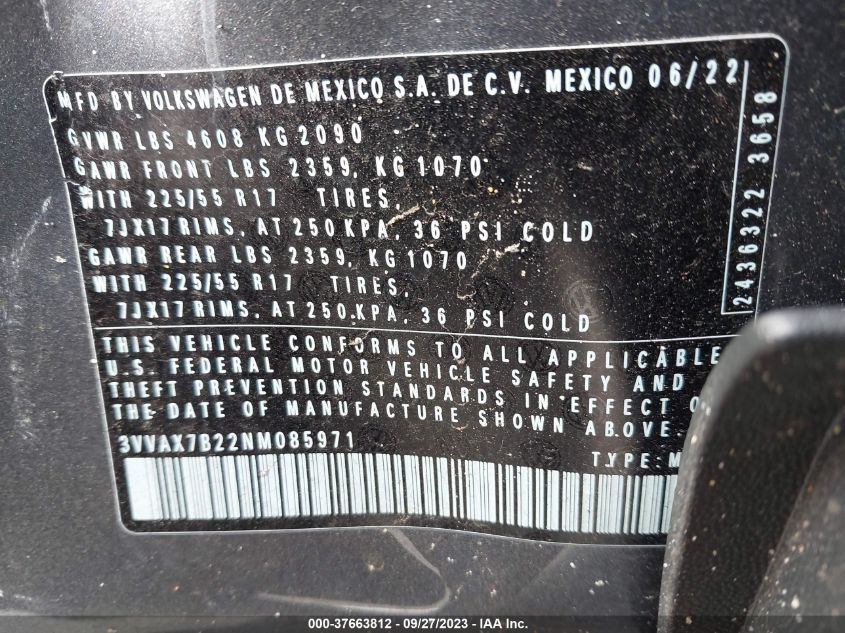 MFD BY VOLKSWAGEN DE MEXICO S.A. DE C.V. MEXICO 06/22
GVWR LBS 4608 KG 2090
GAWR FRONT LBS 2359, KG 1070
WITH 225/55 R17 TIRES,
7JX17 RIMS, AT 250 KPA, 36 PSI COLD
GAWR REAR LBS 2359, KG 1070
WITH 225/55 R17 TIRES,
7JX17 RIMS, AT 250 KPA, 36 PSI COLD
2436322 3658
THIS VEHICLE CONFORMS TO ALL APPLICABLE
U.S. FEDERAL MOTOR VEHICLE SAFETY AND
THEFT PREVENTION STANDARDS IN EFFECT O
THE DATE OF MANUFACTURE SHOWN ABOVE.
3VVAX7B22NM085971
TYPE: M
000-37663812 - 09/27/2023 - IAA Inc.